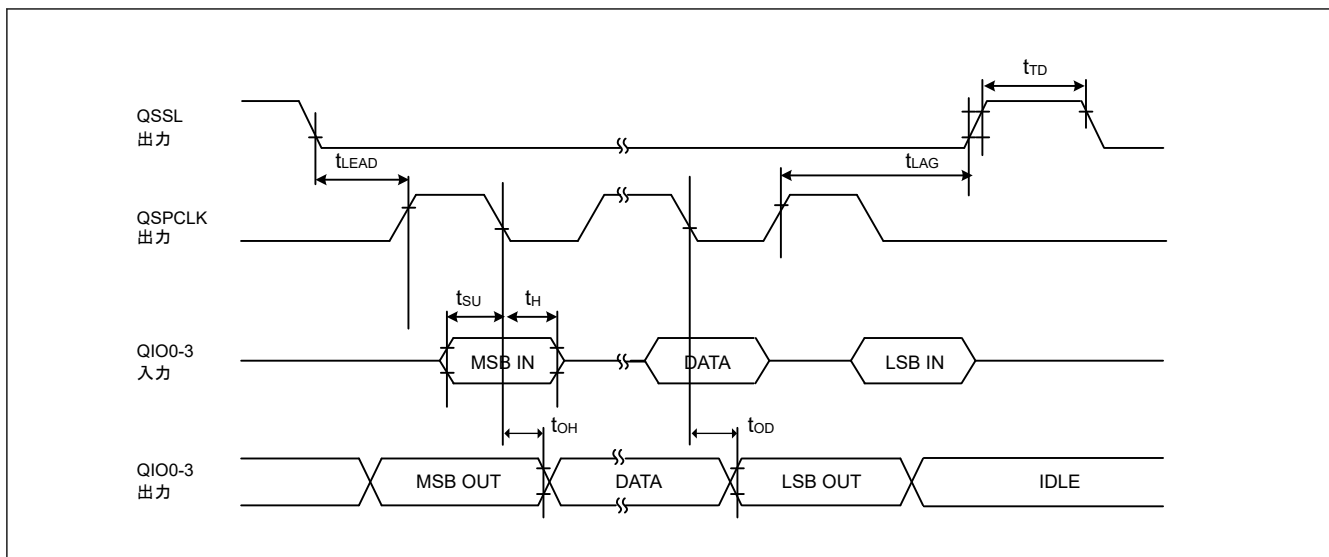 QSSL
出力
tTD
tLEAD
tLAG
QSPCLK
出力
tSU
tH
QIO0-3
入力
MSB IN
DATA
LSB IN
tOH
tOD
QIO0-3
出力
MSB OUT
DATA
LSB OUT
IDLE